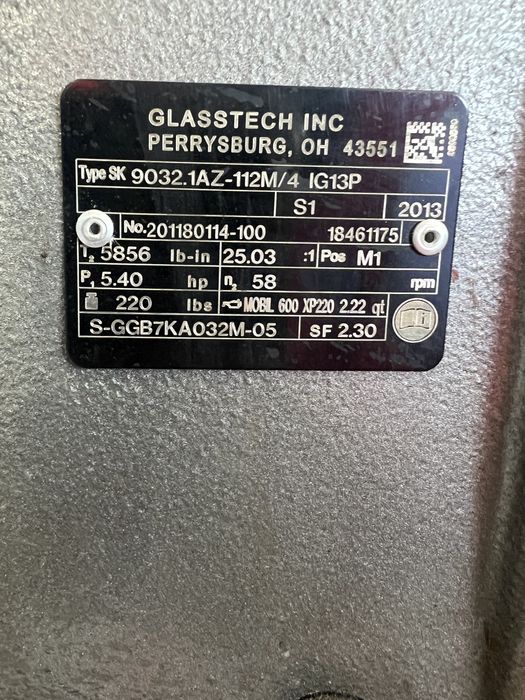 GLASSTECH INC
PERRYSBURG, OH 43551
Type SK 9032.1AZ-112M/4 IG13P
S1 2013
No. 201180114-100 18461175
T₂ 5856 lb-in 25.03 :1 Pos M1
P₁ 5.40 hp n₂ 58 rpm
220 lbs MOBIL 600 XP220 2.22 qt
S-GGB7KA032M-05 SF 2.30